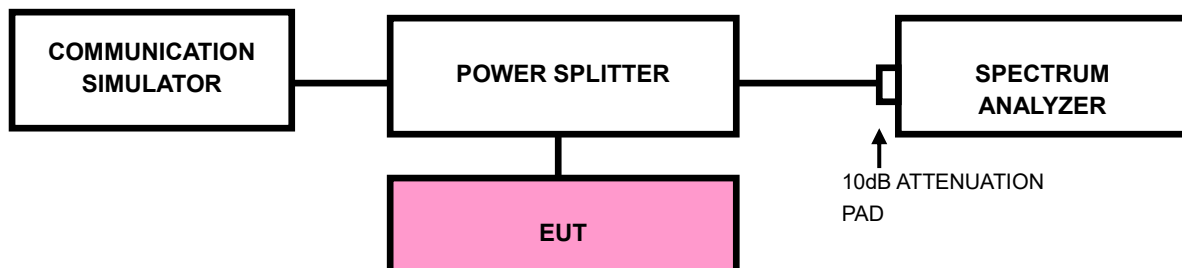 COMMUNICATION
SIMULATOR
POWER SPLITTER
SPECTRUM
ANALYZER
10dB ATTENUATION
PAD
EUT